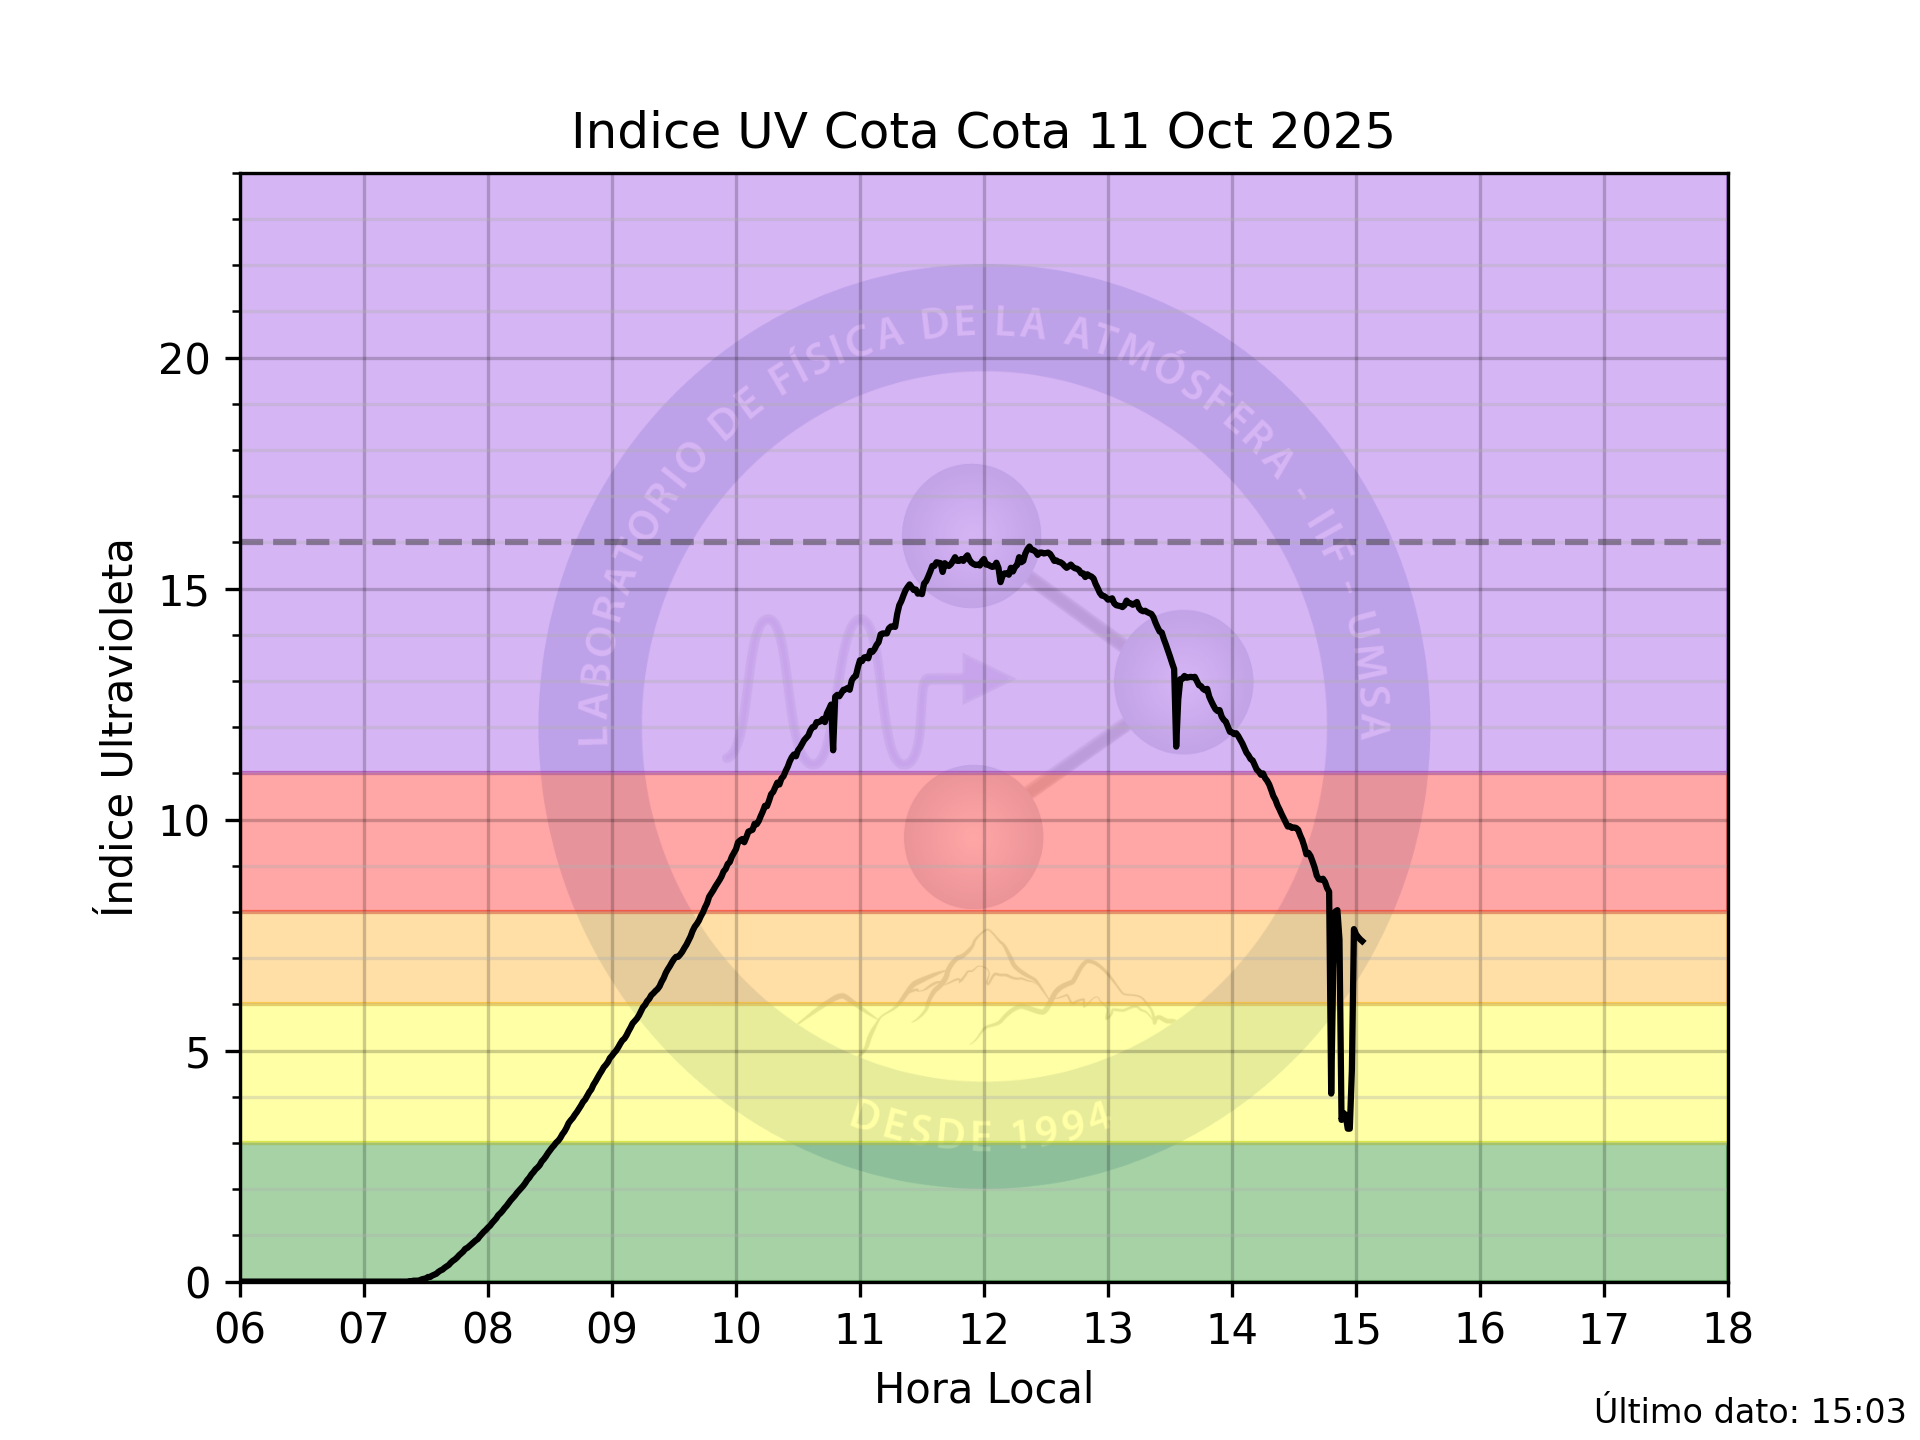 Indice UV Cota Cota 11 Oct 2025
20
15
10
5
0
Índice Ultravioleta
LABORATORIO DE FÍSICA DE LA ATMÓSFERA - IIF - UMSA
DESDE 1994
06 07 08 09 10 11 12 13 14 15 16 17 18
Hora Local
Último dato: 15:03